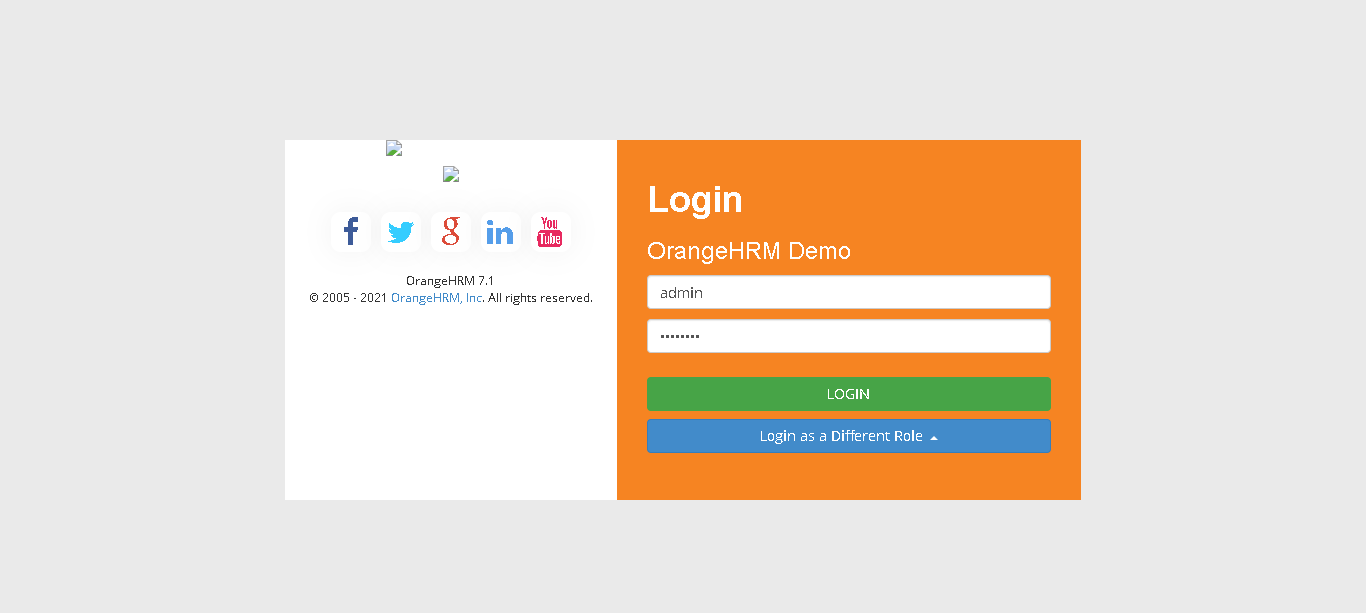 You
Tube
OrangeHRM 7.1
© 2005 - 2021 OrangeHRM, Inc. All rights reserved.
Login
OrangeHRM Demo
admin
••••••••
LOGIN
Login as a Different Role